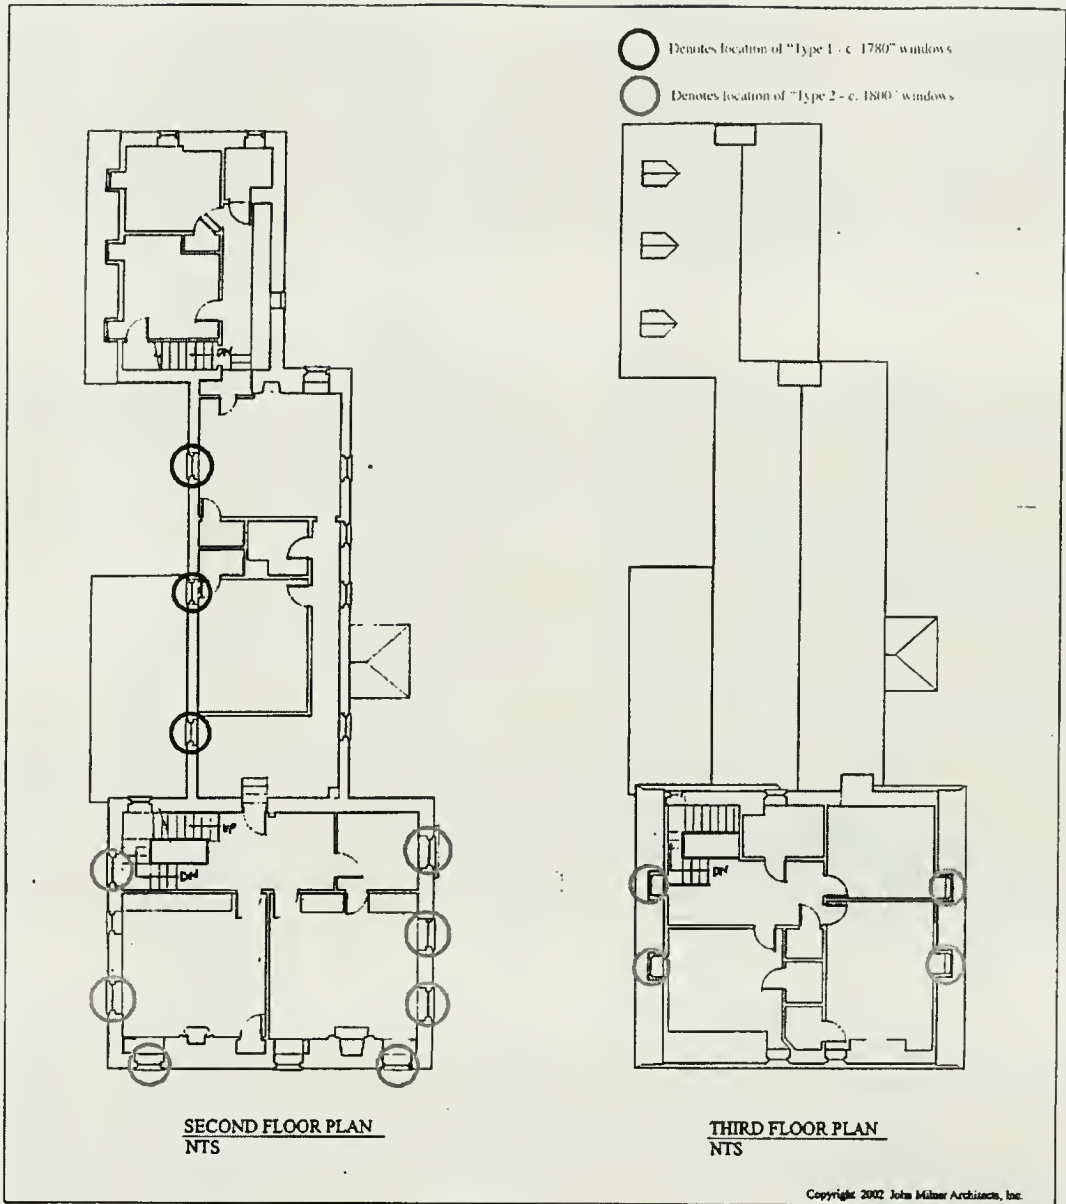 Denotes location of "Type 1 - c. 1780" windows
Denotes location of "Type 2 - c. 1800" windows
DN
UP
DN
DN
SECOND FLOOR PLAN
NTS
THIRD FLOOR PLAN
NTS
Copyright 2002 John Milner Architects, Inc.